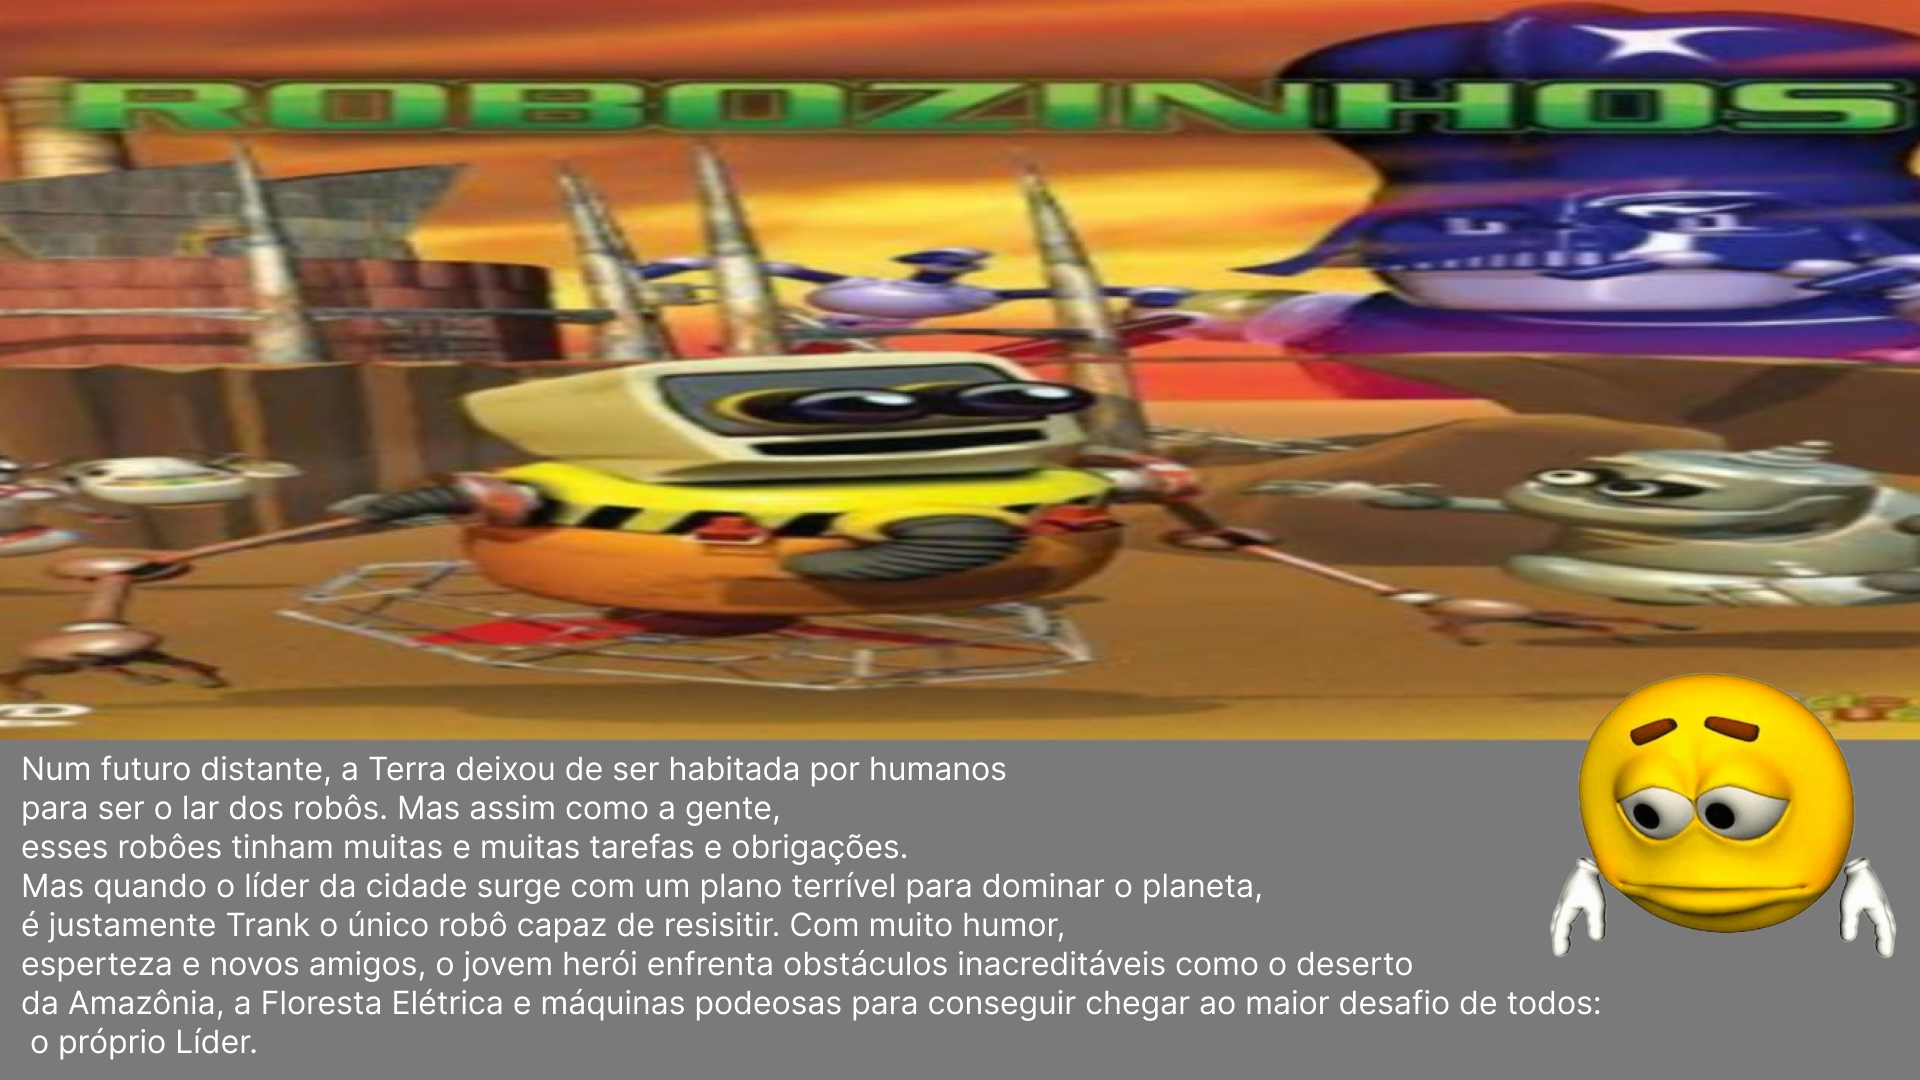 ROBOZINHOS
Num futuro distante, a Terra deixou de ser habitada por humanos
para ser o lar dos robôs. Mas assim como a gente,
esses robôes tinham muitas e muitas tarefas e obrigações.
Mas quando o líder da cidade surge com um plano terrível para dominar o planeta,
é justamente Trank o único robô capaz de resisitir. Com muito humor,
esperteza e novos amigos, o jovem herói enfrenta obstáculos inacreditáveis como o deserto
da Amazônia, a Floresta Elétrica e máquinas podeosas para conseguir chegar ao maior desafio de todos:
o próprio Líder.